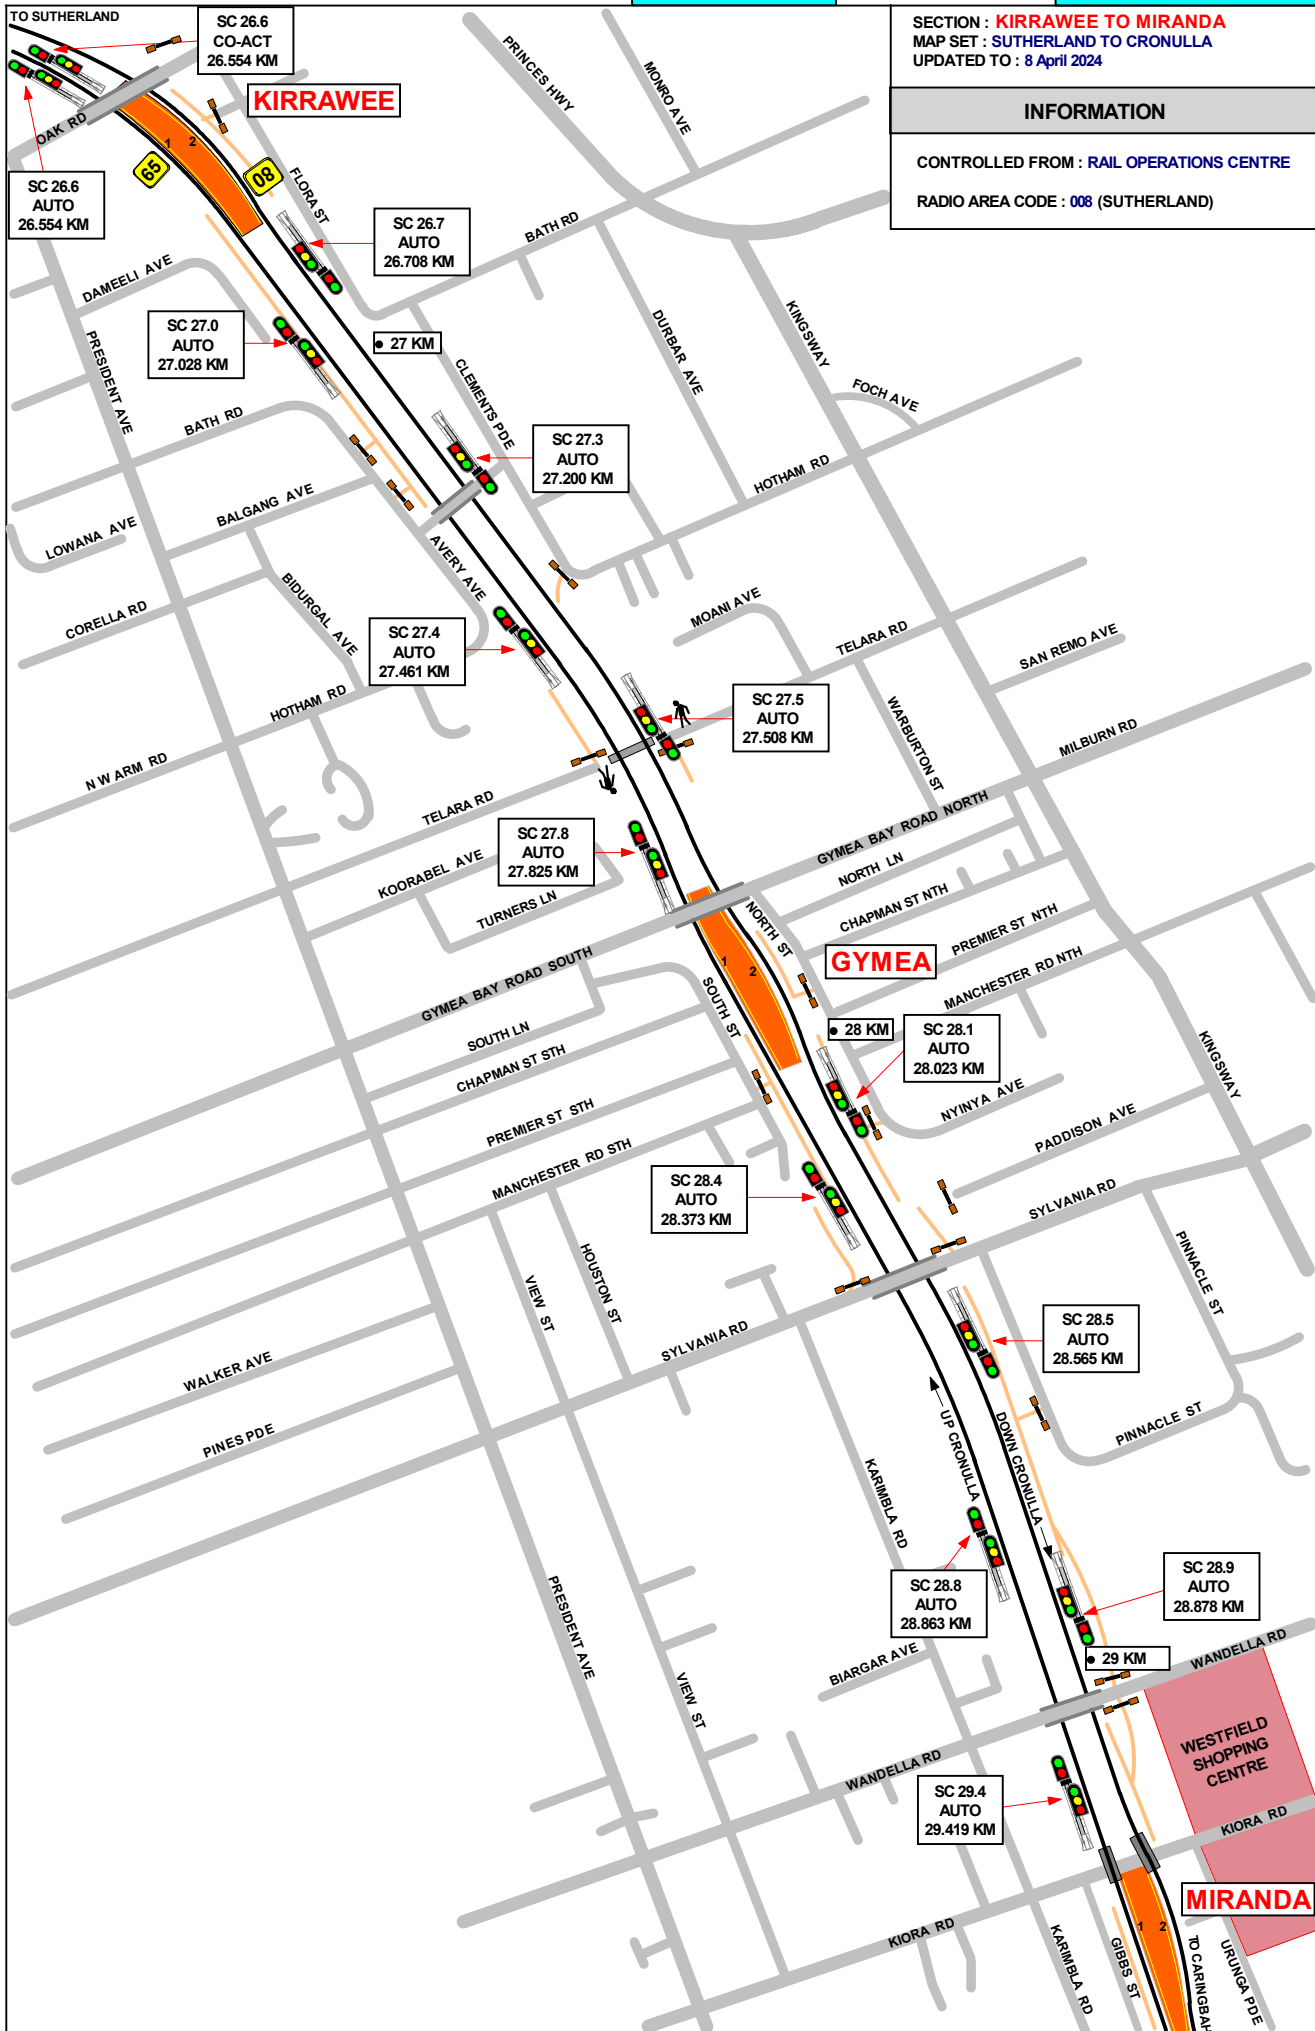 TO SUTHERLAND
SC 26.6
CO-ACT
26.554 KM
SECTION : KIRRAWEE TO MIRANDA
MAP SET : SUTHERLAND TO CRONULLA
UPDATED TO : 8 April 2024
INFORMATION
CONTROLLED FROM : RAIL OPERATIONS CENTRE
RADIO AREA CODE : 008 (SUTHERLAND)
PRINCES HWY
MONRO AVE
KIRRAWEE
OAK RD
1
2
65
80
SC 26.6
AUTO
26.554 KM
FLORA ST
SC 26.7
AUTO
26.708 KM
BATH RD
DAMEELI AVE
SC 27.0
AUTO
27.028 KM
27 KM
PRESIDENT AVE
CLEMENTS PDE
DURBAR AVE
KINGSWAY
FOCH AVE
BATH RD
SC 27.3
AUTO
27.200 KM
HOTHAM RD
BALGANG AVE
LOWANA AVE
AVERY AVE
BIDURGAL AVE
CORELLA RD
SC 27.4
AUTO
27.461 KM
MOANI AVE
TELARA RD
SAN REMO AVE
HOTHAM RD
SC 27.5
AUTO
27.508 KM
WARBURTON ST
MILBURN RD
N W ARM RD
TELARA RD
SC 27.8
AUTO
27.825 KM
GYMEA BAY ROAD NORTH
KOORABEL AVE
NORTH LN
TURNERS LN
CHAPMAN ST NTH
NORTH ST
PREMIER ST NTH
GYMEA
1
2
GYMEA BAY ROAD SOUTH
MANCHESTER RD NTH
SOUTH ST
SOUTH LN
28 KM
SC 28.1
AUTO
28.023 KM
KINGSWAY
CHAPMAN ST STH
NYINYA AVE
PREMIER ST STH
PADDISON AVE
MANCHESTER RD STH
SC 28.4
AUTO
28.373 KM
SYLVANIA RD
HOUSTON ST
VIEW ST
PINNACLE ST
SYLVANIA RD
SC 28.5
AUTO
28.565 KM
WALKER AVE
PINES PDE
UP CRONULLA
DOWN CRONULLA
PINNACLE ST
KARIMBLA RD
SC 28.8
AUTO
28.863 KM
SC 28.9
AUTO
28.878 KM
PRESIDENT AVE
29 KM
WANDELLA RD
BIARGAR AVE
VIEW ST
WESTFIELD
SHOPPING
CENTRE
WANDELLA RD
SC 29.4
AUTO
29.419 KM
KIORA RD
MIRANDA
1
2
KIORA RD
KARIMBLA RD
GIBBS ST
TO CARINGBAH
URUNGA PDE